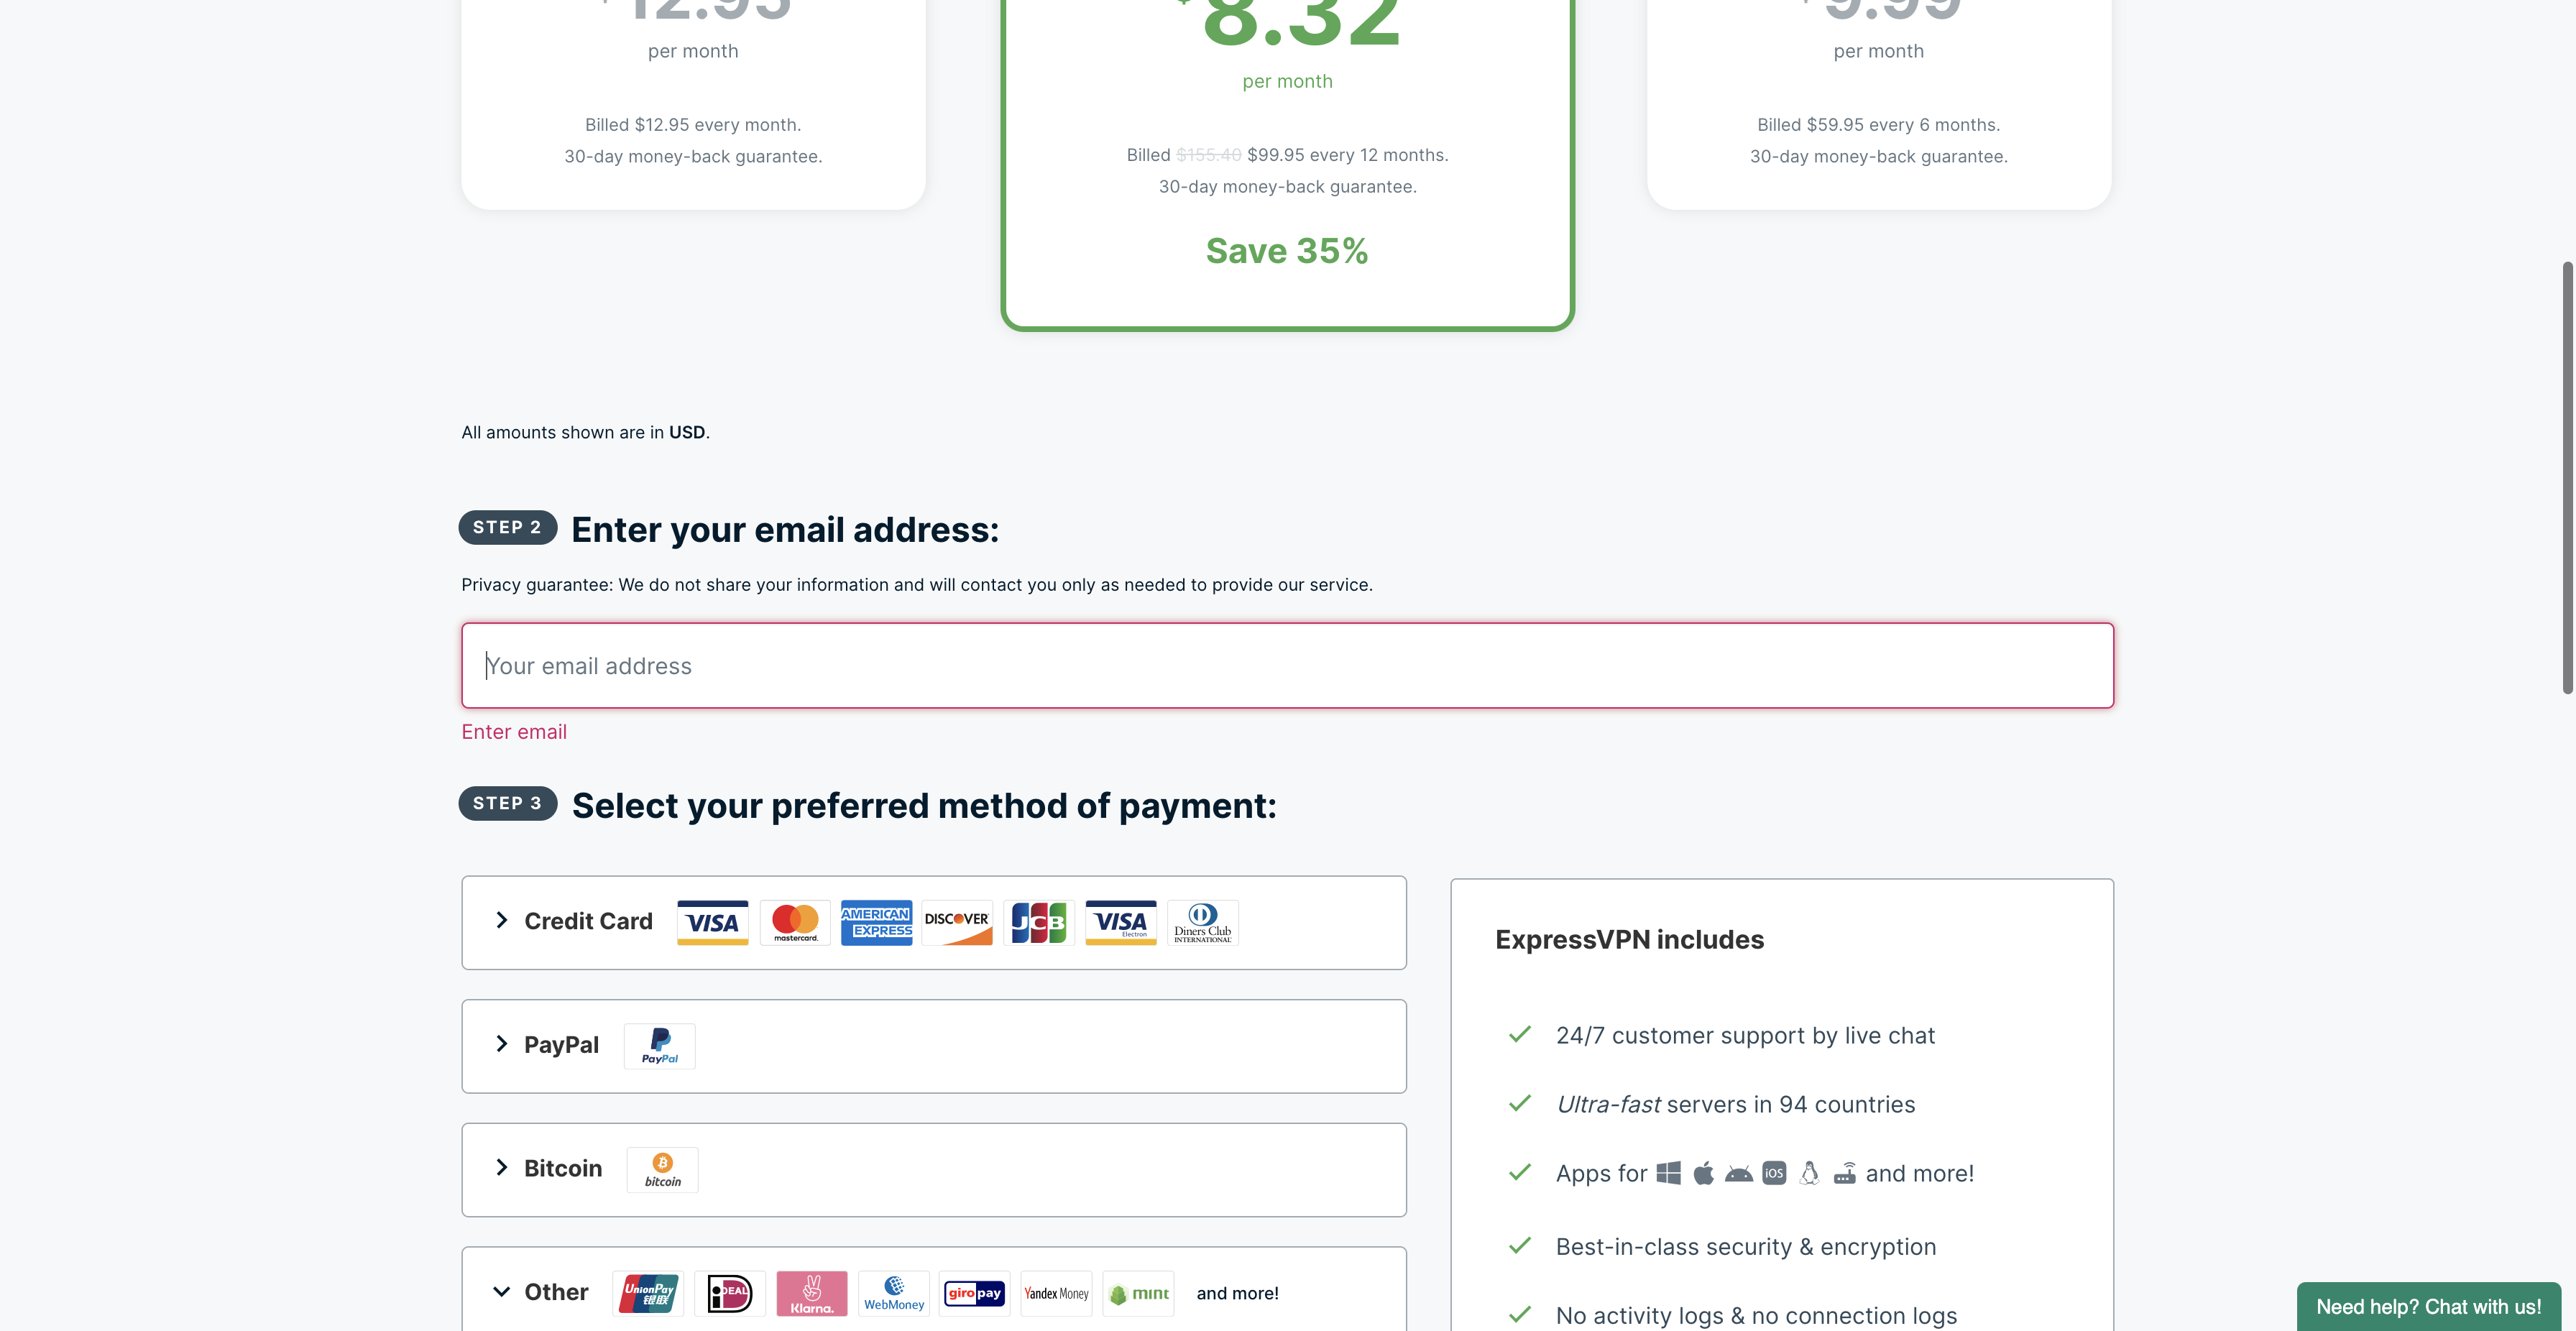 $12.95
per month
Billed $12.95 every month.
30-day money-back guarantee.
$8.32
per month
Billed $155.40 $99.95 every 12 months.
30-day money-back guarantee.
Save 35%
$9.99
per month
Billed $59.95 every 6 months.
30-day money-back guarantee.
All amounts shown are in USD.
STEP 2 Enter your email address:
Privacy guarantee: We do not share your information and will contact you only as needed to provide our service.
Your email address
Enter email
STEP 3 Select your preferred method of payment:
Credit Card VISA mastercard. AMERICAN EXPRESS DISCOVER JCB VISA Electron Diners Club INTERNATIONAL
PayPal PayPal
Bitcoin bitcoin
Other UnionPay 银联 iDEAL Klarna. WebMoney giropay Yandex Money mint and more!
ExpressVPN includes
24/7 customer support by live chat
Ultra-fast servers in 94 countries
Apps for iOS and more!
Best-in-class security & encryption
No activity logs & no connection logs
Need help? Chat with us!